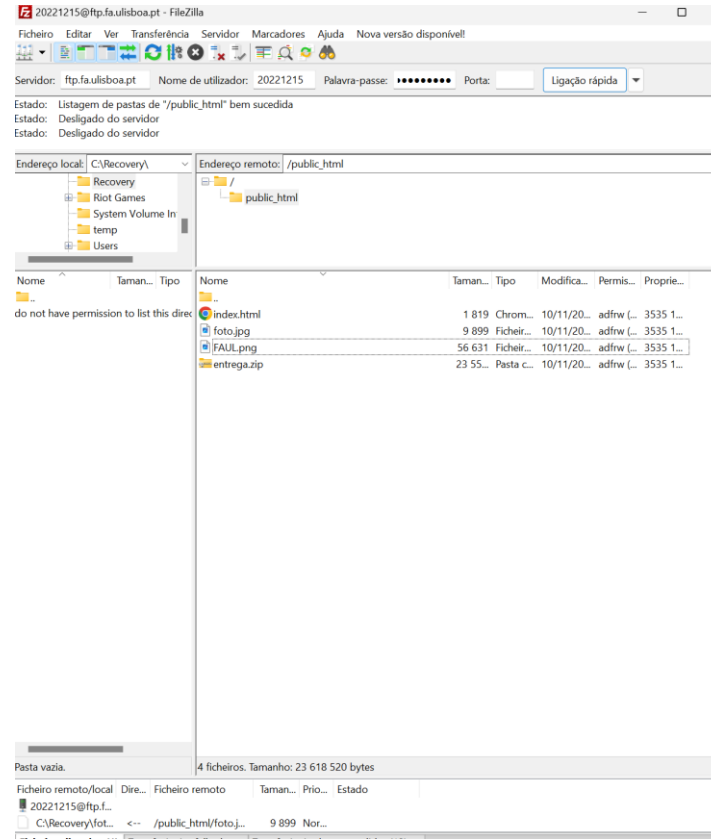 20221215@ftp.fa.ulisboa.pt - FileZilla
Ficheiro Editar Ver Transferência Servidor Marcadores Ajuda Nova versão disponível!
Servidor: ftp.fa.ulisboa.pt Nome de utilizador: 20221215 Palavra-passe: ••••••••• Porta: Ligação rápida
Estado: Listagem de pastas de "/public_html" bem sucedida
Estado: Desligado do servidor
Estado: Desligado do servidor
Endereço local: C:\Recovery\ Endereço remoto: /public_html
Recovery /
Riot Games public_html
System Volume In
temp
Users
Nome Taman... Tipo Nome Taman... Tipo Modifica... Permis... Proprie...
.. ..
do not have permission to list this direc index.html 1 819 Chrom... 10/11/20... adfrw (... 3535 1...
foto.jpg 9 899 Ficheir... 10/11/20... adfrw (... 3535 1...
FAUL.png 56 631 Ficheir... 10/11/20... adfrw (... 3535 1...
entrega.zip 23 55... Pasta c... 10/11/20... adfrw (... 3535 1...
Pasta vazia. 4 ficheiros. Tamanho: 23 618 520 bytes
Ficheiro remoto/local Dire... Ficheiro remoto Taman... Prio... Estado
20221215@ftp.f...
C:\Recovery\fot... <-- /public_html/foto.j... 9 899 Nor...